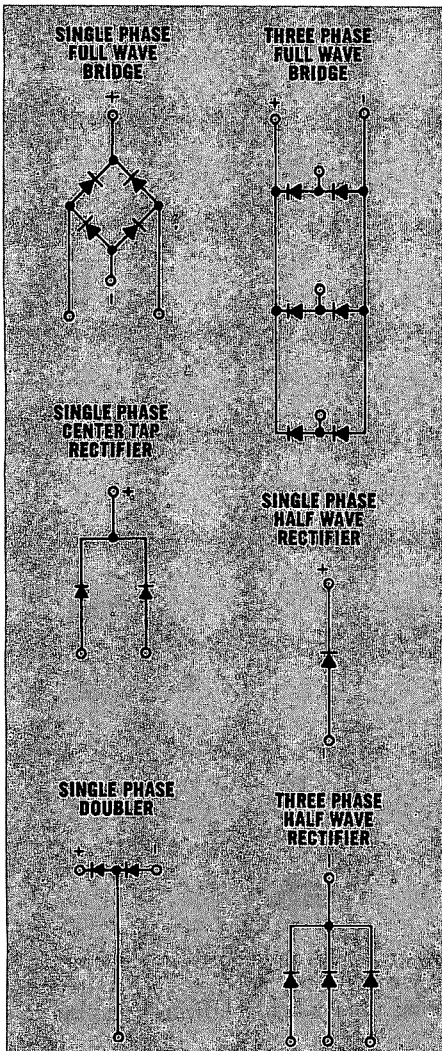 SINGLE PHASE
FULL WAVE
BRIDGE
+
−
THREE PHASE
FULL WAVE
BRIDGE
+
−
SINGLE PHASE
CENTER TAP
RECTIFIER
+
SINGLE PHASE
HALF WAVE
RECTIFIER
+
SINGLE PHASE
DOUBLER
+
−
THREE PHASE
HALF WAVE
RECTIFIER
−